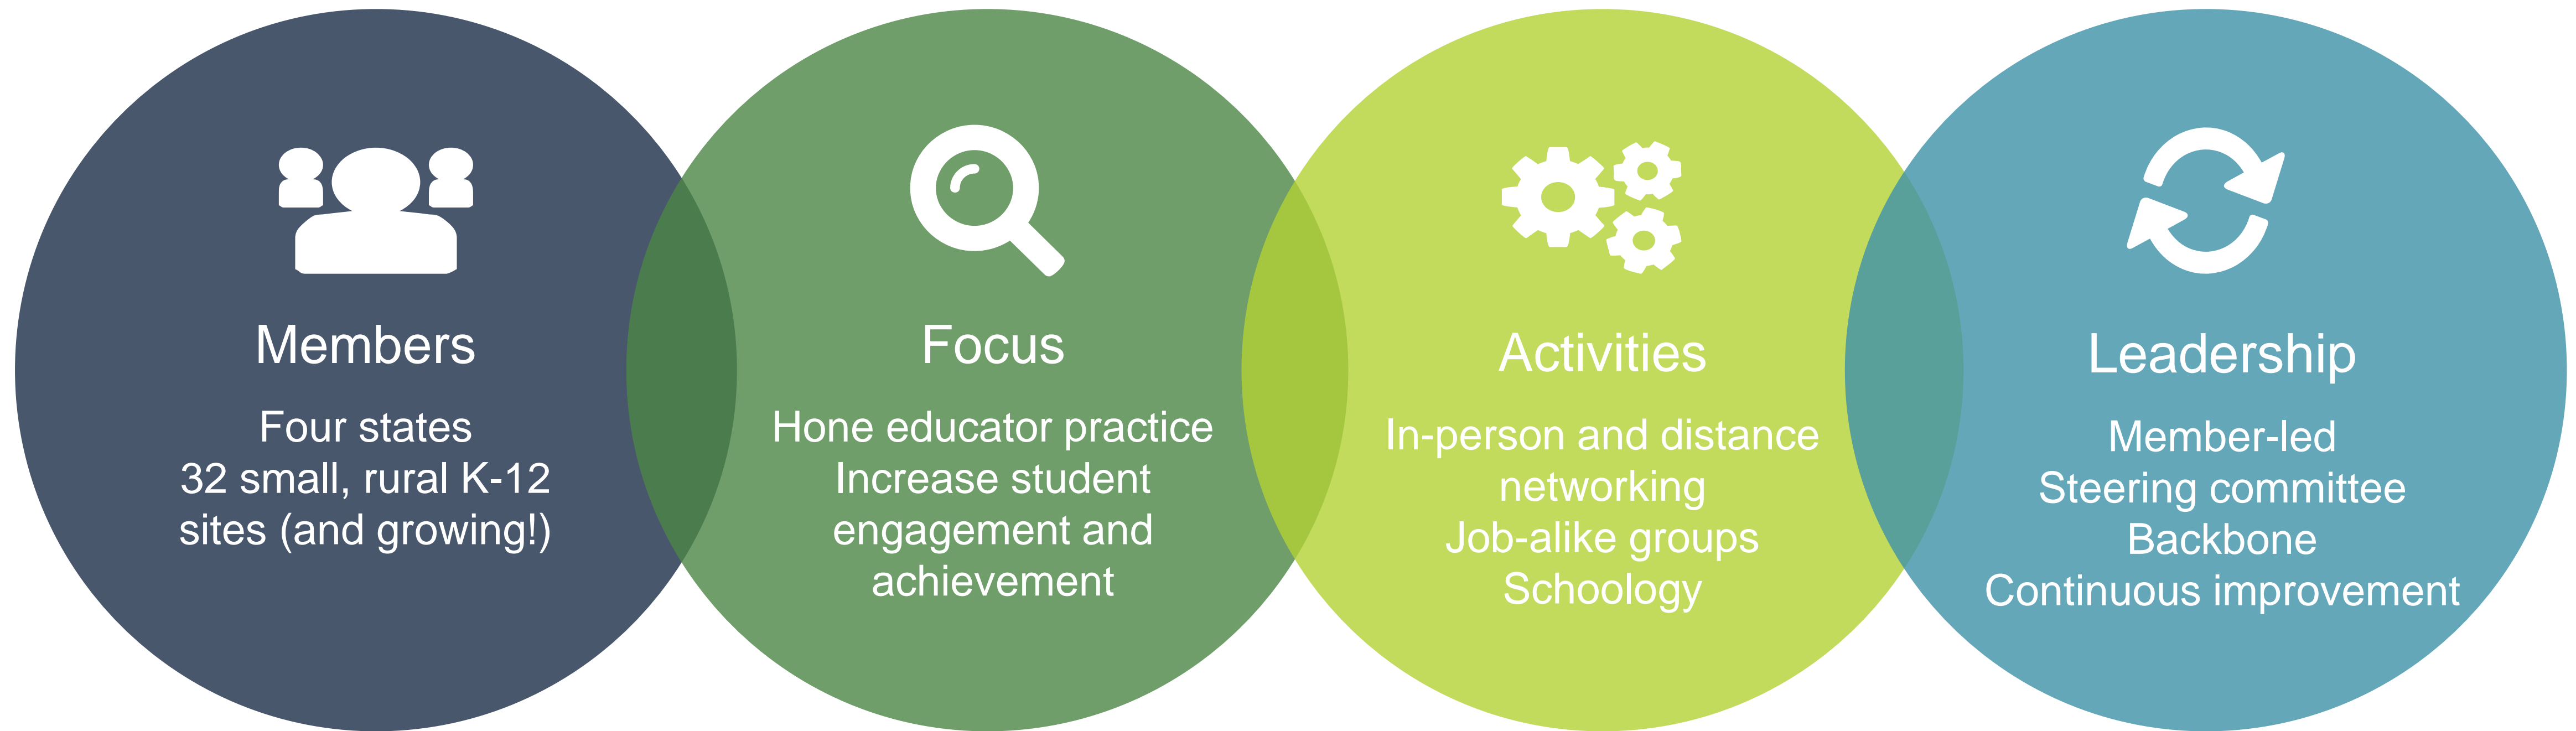 Members
Four states
32 small, rural K-12
sites (and growing!)
Focus
Hone educator practice
Increase student
engagement and
achievement
Activities
In-person and distance
networking
Job-alike groups
Schoology
Leadership
Member-led
Steering committee
Backbone
Continuous improvement